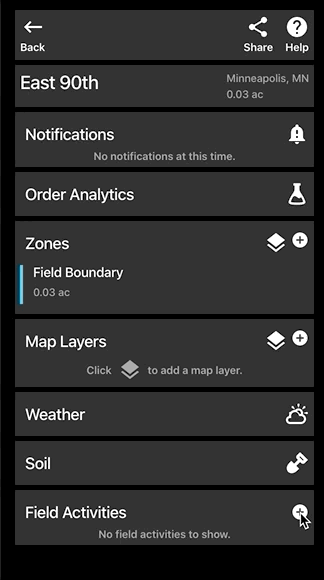 Back
Share
Help
East 90th
Minneapolis, MN
0.03 ac
Notifications
No notifications at this time.
Order Analytics
Zones
Field Boundary
0.03 ac
Map Layers
Click to add a map layer.
Weather
Soil
Field Activities
No field activities to show.